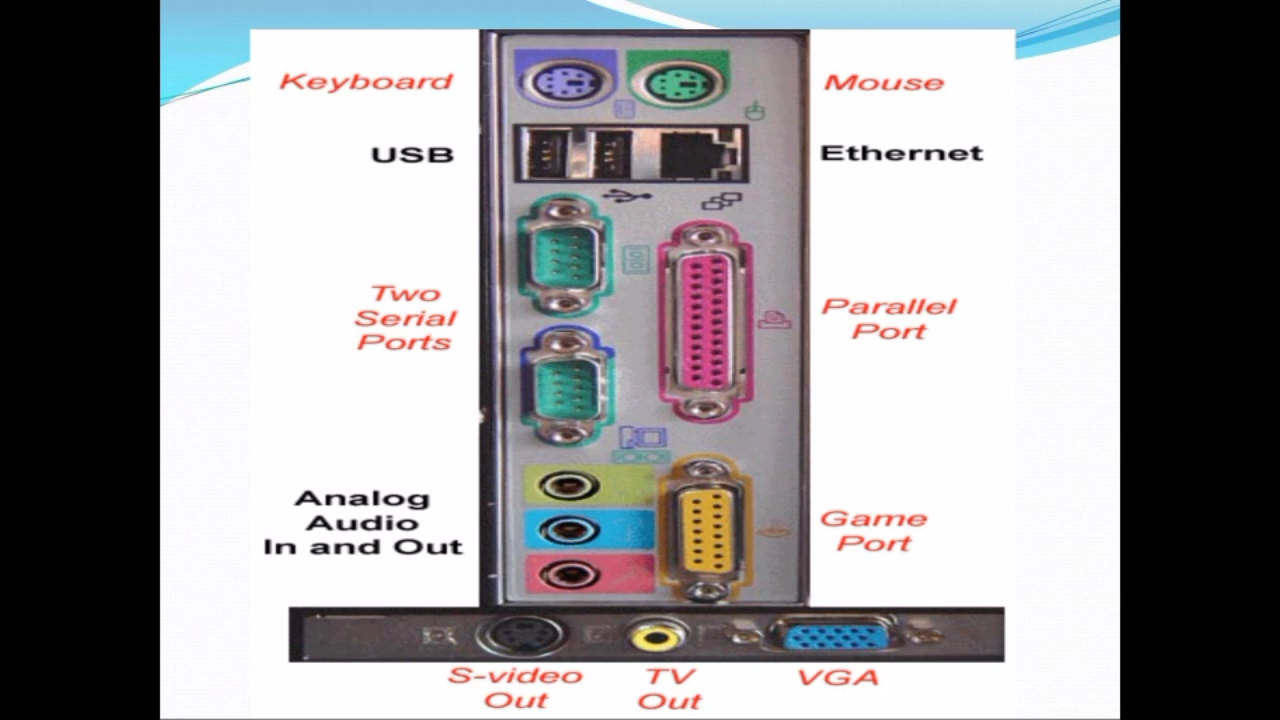 Keyboard
Mouse
USB
Ethernet
Two
Serial
Ports
Parallel
Port
Analog
Audio
In and Out
Game
Port
S-video
Out
TV
Out
VGA